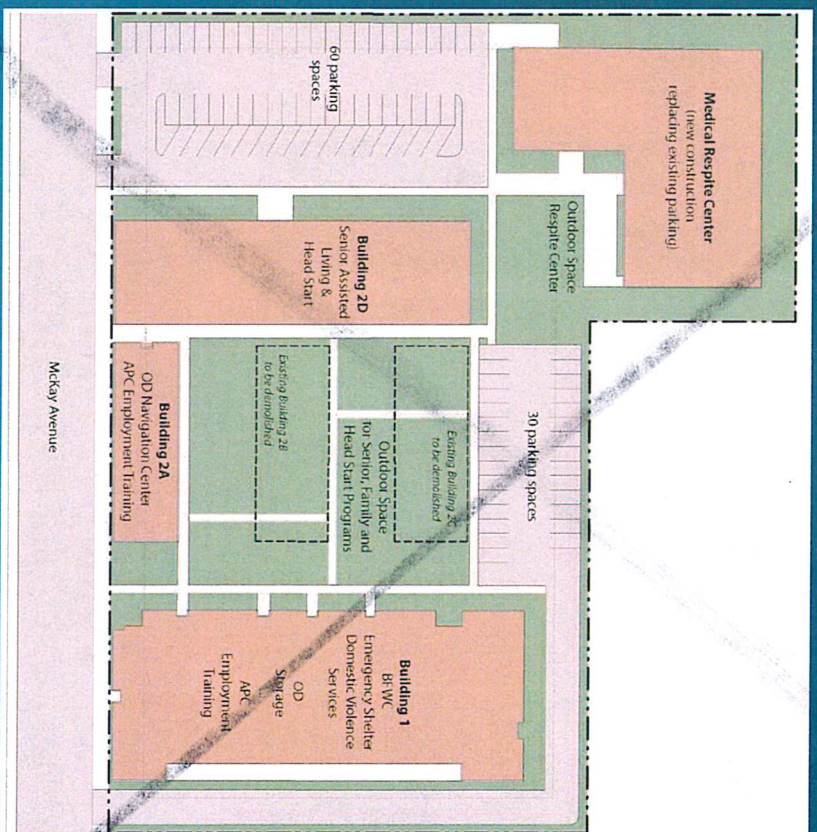 60 parking
spaces
Medical Respite Center
(new construction
replacing existing parking)
Outdoor Space
Respite Center
Building 2D
Senior Assisted
Living &
Head Start
Existing Building 2B
to be demolished
Existing Building 2C
to be demolished
Outdoor Space
for Senior, Family and
Head Start Programs
30 parking spaces
McKay Avenue
Building 2A
OD Navigation Center
APC Employment Training
Building 1
BFWC
Emergency Shelter
Domestic Violence
Services
OD
Storage
APC
Employment
Training